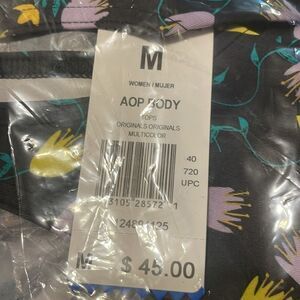 M
WOMEN / MUJER
AOP BODY
TOPS
ORIGINALS ORIGINALS
MULTICOLOR
40
720
UPC
M $ 45.00